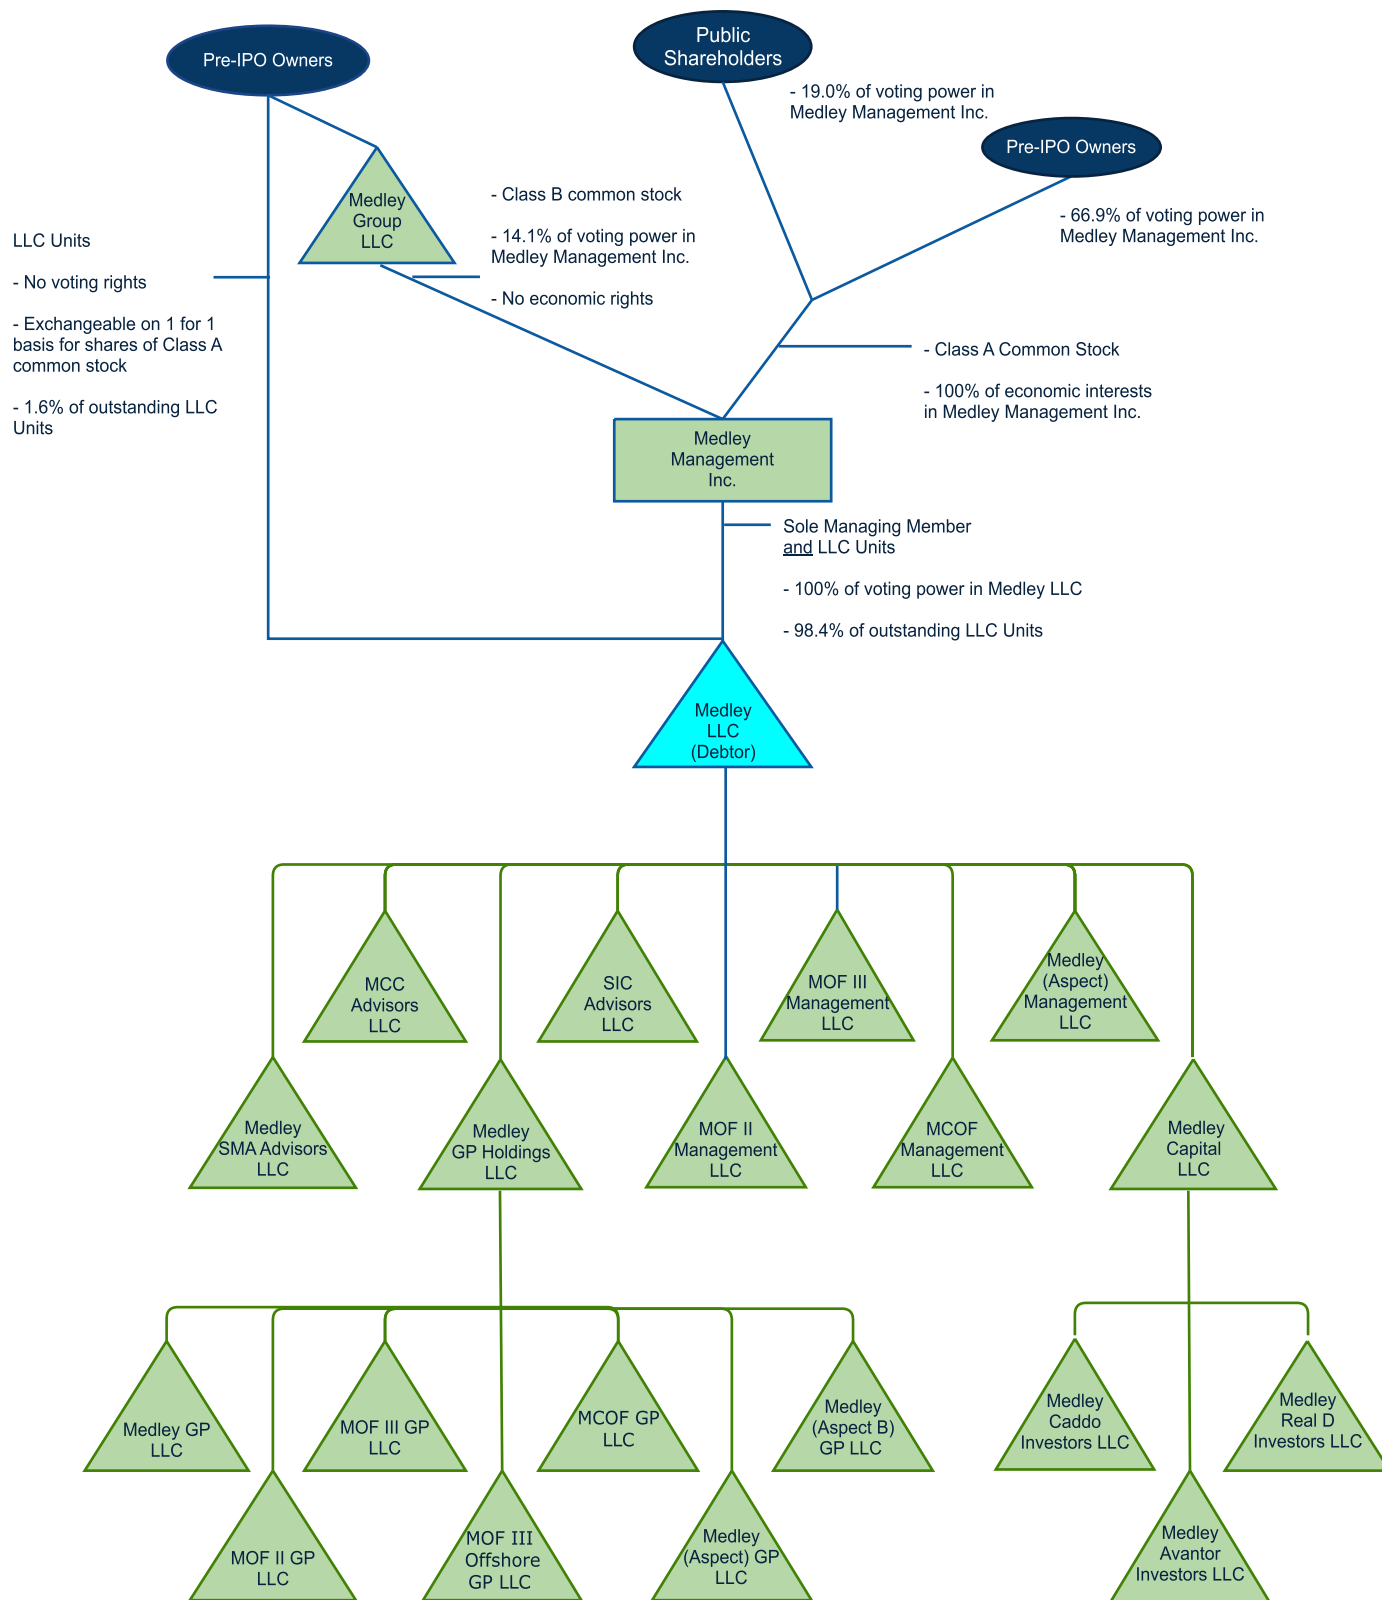 Pre-IPO Owners
Public
Shareholders
- 19.0% of voting power in
Medley Management Inc.
Pre-IPO Owners
- 66.9% of voting power in
Medley Management Inc.
Medley
Group
LLC
- Class B common stock
- 14.1% of voting power in
Medley Management Inc.
- No economic rights
LLC Units
- No voting rights
- Exchangeable on 1 for 1
basis for shares of Class A
common stock
- 1.6% of outstanding LLC
Units
- Class A Common Stock
- 100% of economic interests
in Medley Management Inc.
Medley
Management
Inc.
Sole Managing Member
and LLC Units
- 100% of voting power in Medley LLC
- 98.4% of outstanding LLC Units
Medley
LLC
(Debtor)
MCC
Advisors
LLC
SIC
Advisors
LLC
MOF III
Management
LLC
Medley
(Aspect)
Management
LLC
Medley
SMA Advisors
LLC
Medley
GP Holdings
LLC
MOF II
Management
LLC
MCOF
Management
LLC
Medley
Capital
LLC
Medley GP
LLC
MOF III GP
LLC
MCOF GP
LLC
Medley
(Aspect B)
GP LLC
Medley
Caddo
Investors LLC
Medley
Real D
Investors LLC
MOF II GP
LLC
MOF III
Offshore
GP LLC
Medley
(Aspect) GP
LLC
Medley
Avantor
Investors LLC